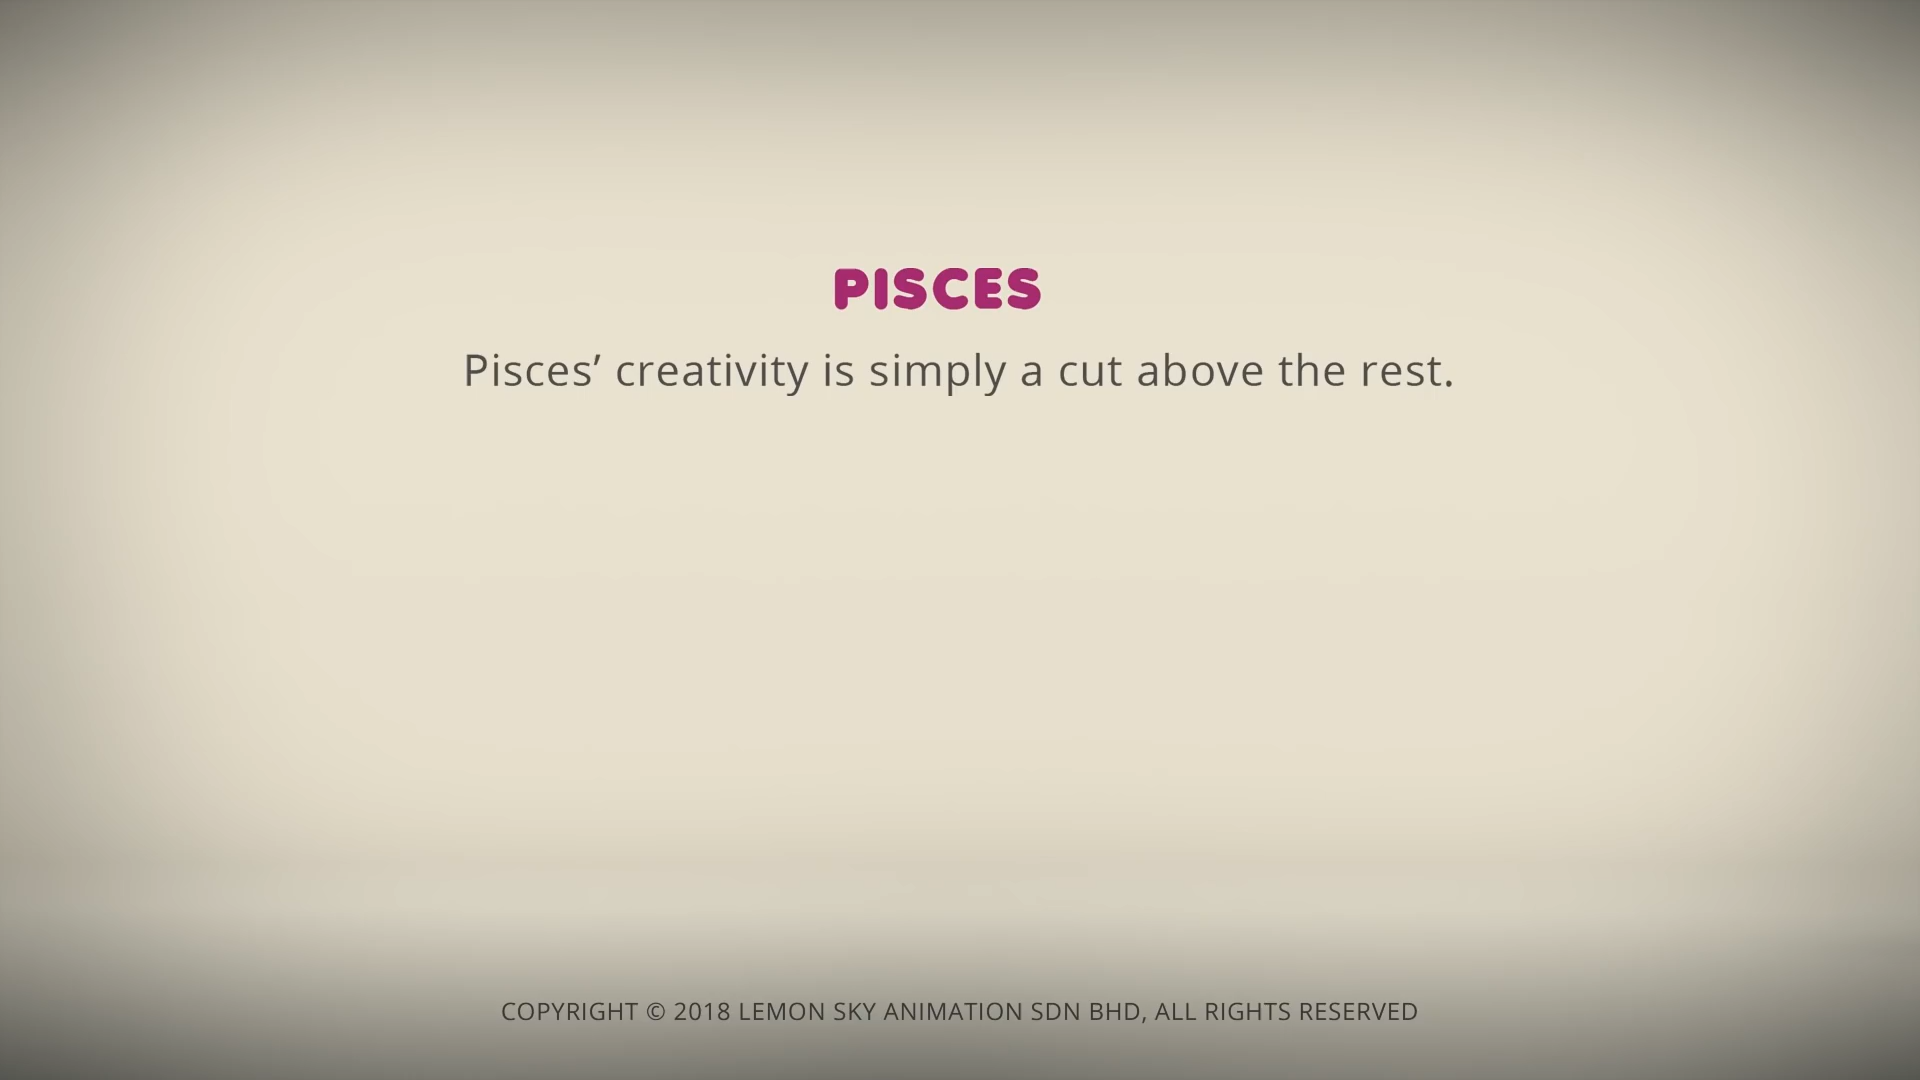 PISCES
Pisces’ creativity is simply a cut above the rest.
COPYRIGHT © 2018 LEMON SKY ANIMATION SDN BHD, ALL RIGHTS RESERVED